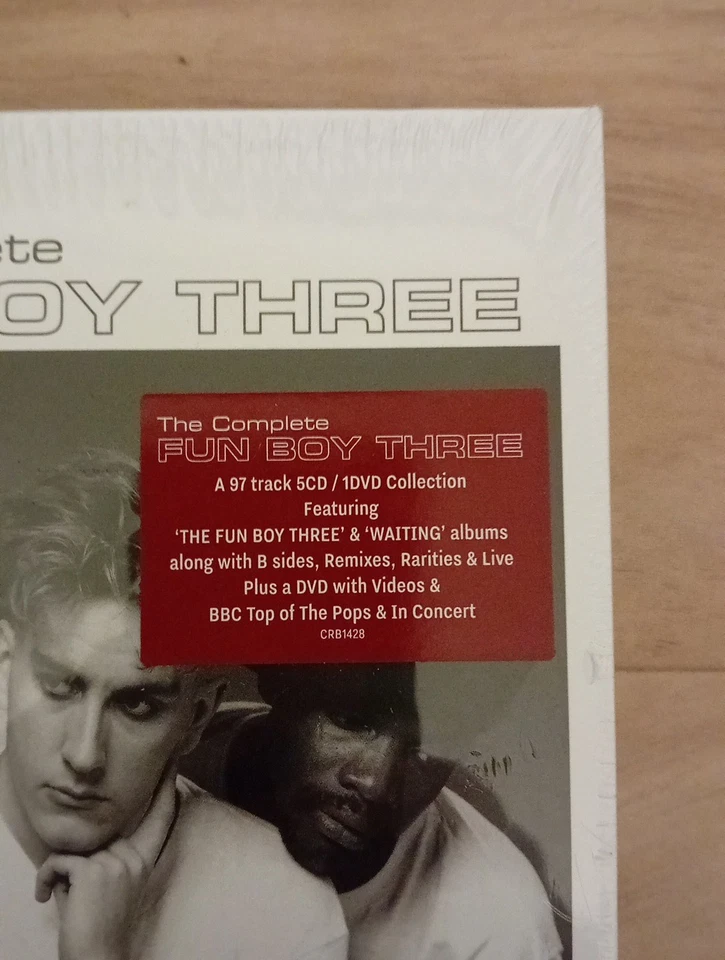 ete
OY THREE
The Complete
FUN BOY THREE
A 97 track 5CD / 1DVD Collection
Featuring
‘THE FUN BOY THREE’ & ‘WAITING’ albums
along with B sides, Remixes, Rarities & Live
Plus a DVD with Videos &
BBC Top of The Pops & In Concert
CRB1428